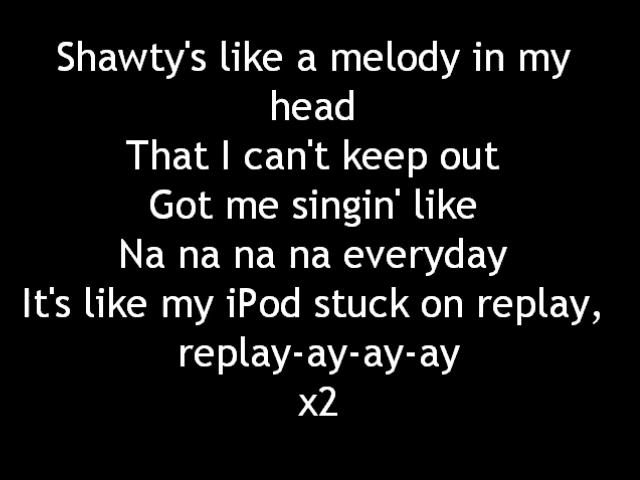 Shawty's like a melody in my
head
That I can't keep out
Got me singin' like
Na na na na everyday
It's like my iPod stuck on replay,
replay-ay-ay-ay
x2